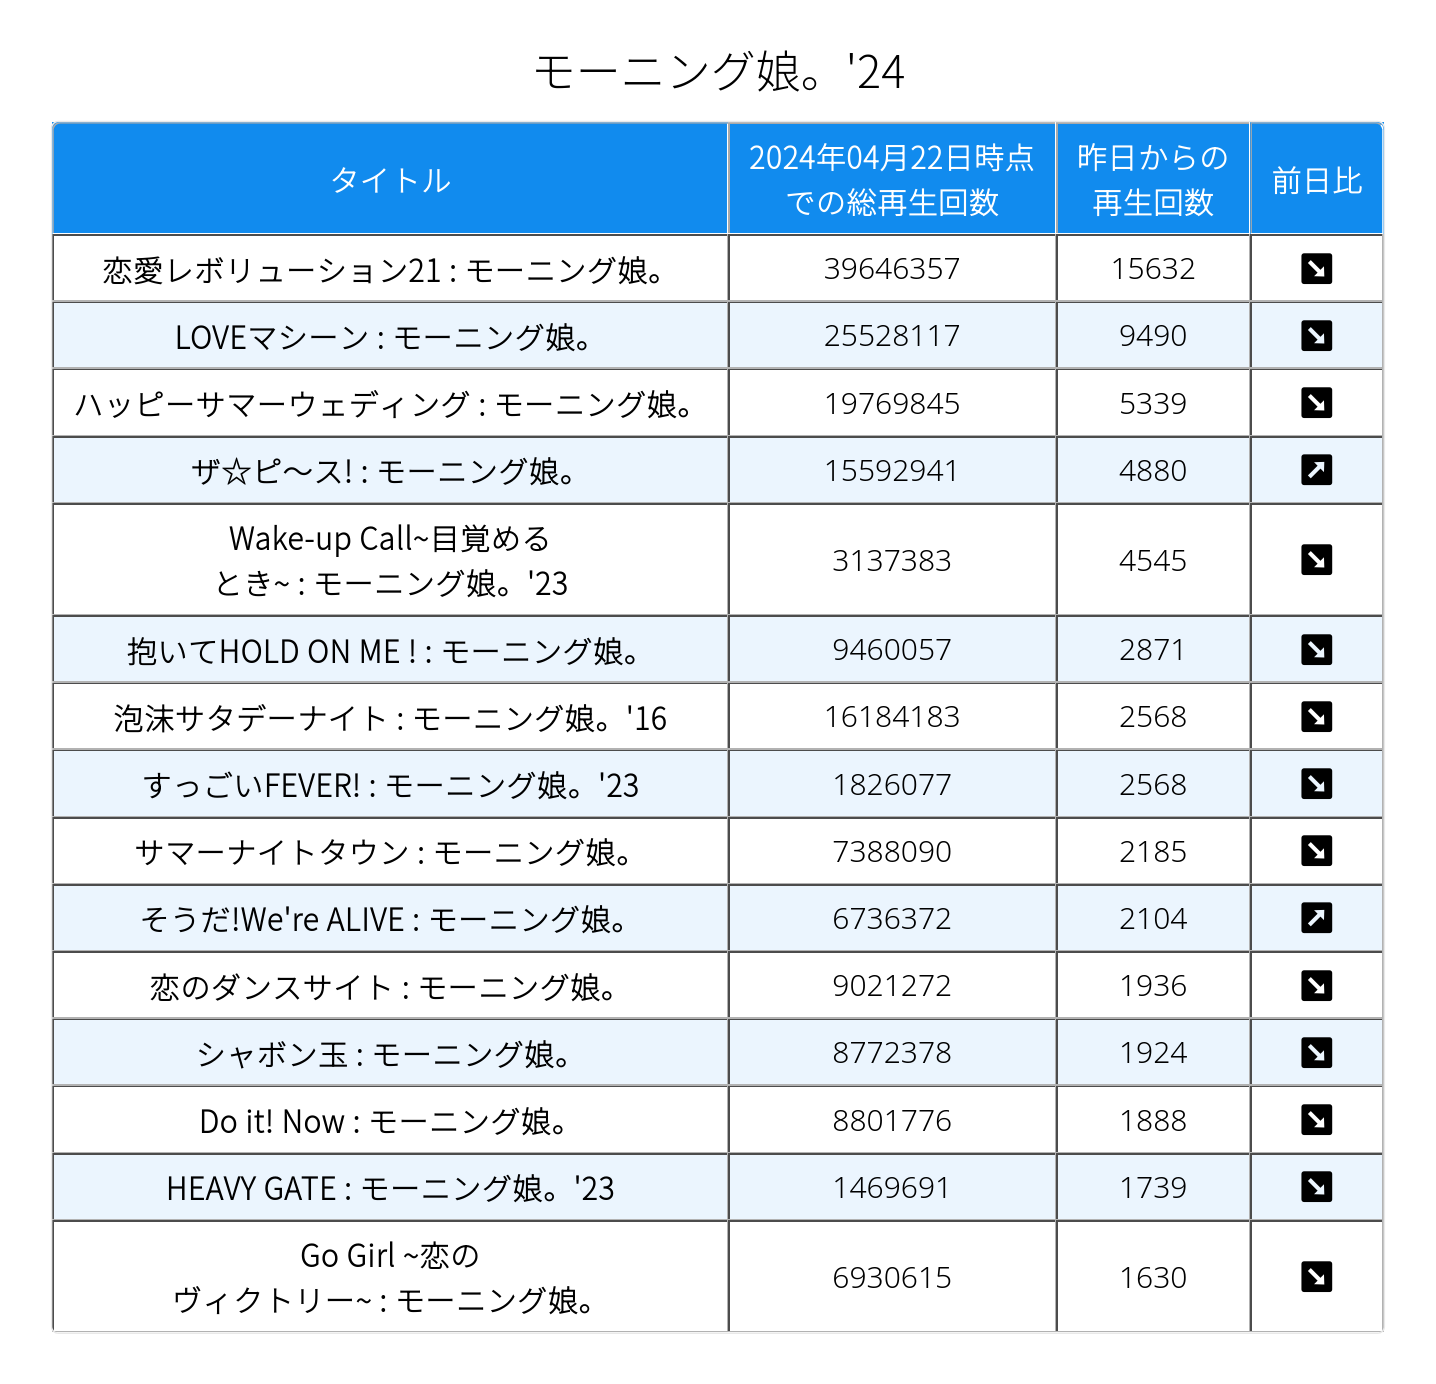 モーニング娘。'24
タイトル
2024年04月22日時点
での総再生回数
昨日からの
再生回数
前日比
恋愛レボリューション21 : モーニング娘。 39646357 15632
LOVEマシーン : モーニング娘。 25528117 9490
ハッピーサマーウェディング : モーニング娘。 19769845 5339
ザ☆ピ〜ス! : モーニング娘。 15592941 4880
Wake-up Call~目覚める
とき~ : モーニング娘。'23 3137383 4545
抱いてHOLD ON ME ! : モーニング娘。 9460057 2871
泡沫サタデーナイト : モーニング娘。'16 16184183 2568
すっごいFEVER! : モーニング娘。'23 1826077 2568
サマーナイトタウン : モーニング娘。 7388090 2185
そうだ!We're ALIVE : モーニング娘。 6736372 2104
恋のダンスサイト : モーニング娘。 9021272 1936
シャボン玉 : モーニング娘。 8772378 1924
Do it! Now : モーニング娘。 8801776 1888
HEAVY GATE : モーニング娘。'23 1469691 1739
Go Girl ~恋の
ヴィクトリー~ : モーニング娘。 6930615 1630